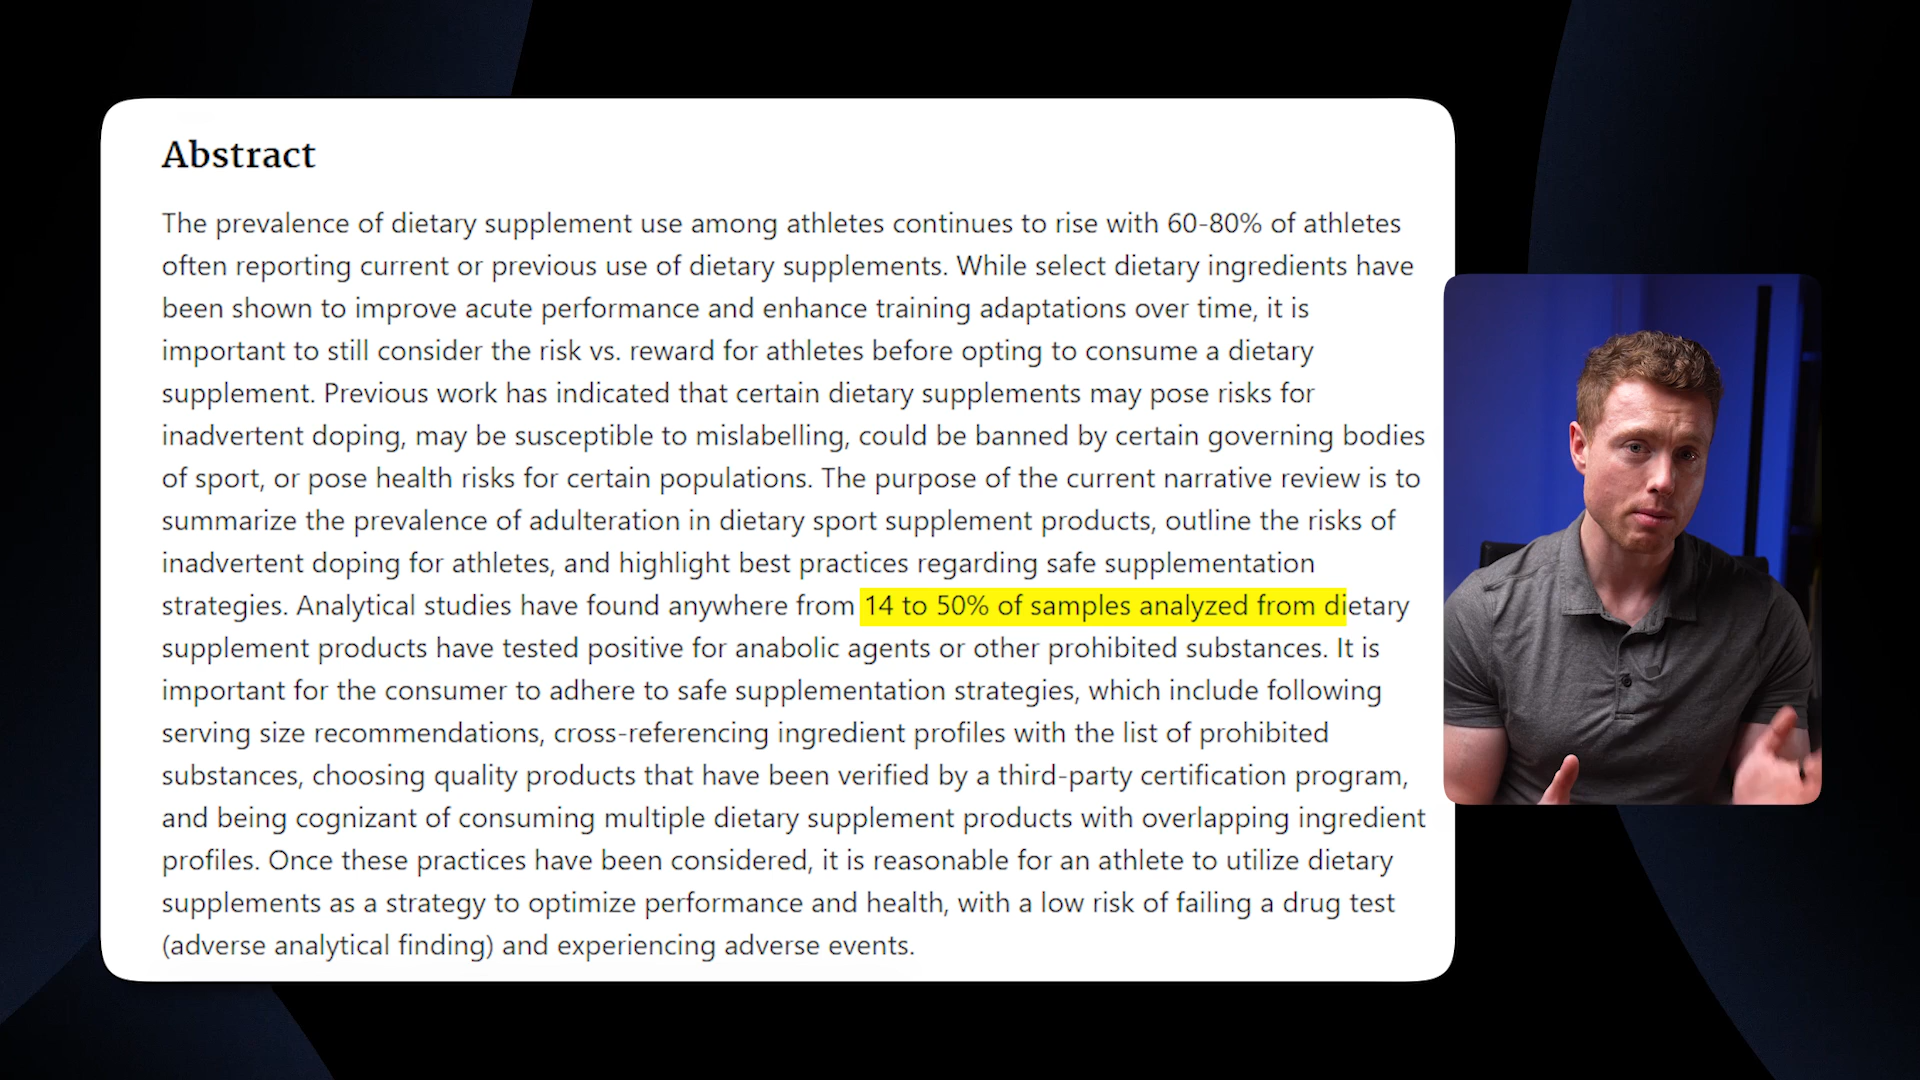 Abstract
The prevalence of dietary supplement use among athletes continues to rise with 60-80% of athletes
often reporting current or previous use of dietary supplements. While select dietary ingredients have
been shown to improve acute performance and enhance training adaptations over time, it is
important to still consider the risk vs. reward for athletes before opting to consume a dietary
supplement. Previous work has indicated that certain dietary supplements may pose risks for
inadvertent doping, may be susceptible to mislabelling, could be banned by certain governing bodies
of sport, or pose health risks for certain populations. The purpose of the current narrative review is to
summarize the prevalence of adulteration in dietary sport supplement products, outline the risks of
inadvertent doping for athletes, and highlight best practices regarding safe supplementation
strategies. Analytical studies have found anywhere from 14 to 50% of samples analyzed from dietary
supplement products have tested positive for anabolic agents or other prohibited substances. It is
important for the consumer to adhere to safe supplementation strategies, which include following
serving size recommendations, cross-referencing ingredient profiles with the list of prohibited
substances, choosing quality products that have been verified by a third-party certification program,
and being cognizant of consuming multiple dietary supplement products with overlapping ingredient
profiles. Once these practices have been considered, it is reasonable for an athlete to utilize dietary
supplements as a strategy to optimize performance and health, with a low risk of failing a drug test
(adverse analytical finding) and experiencing adverse events.